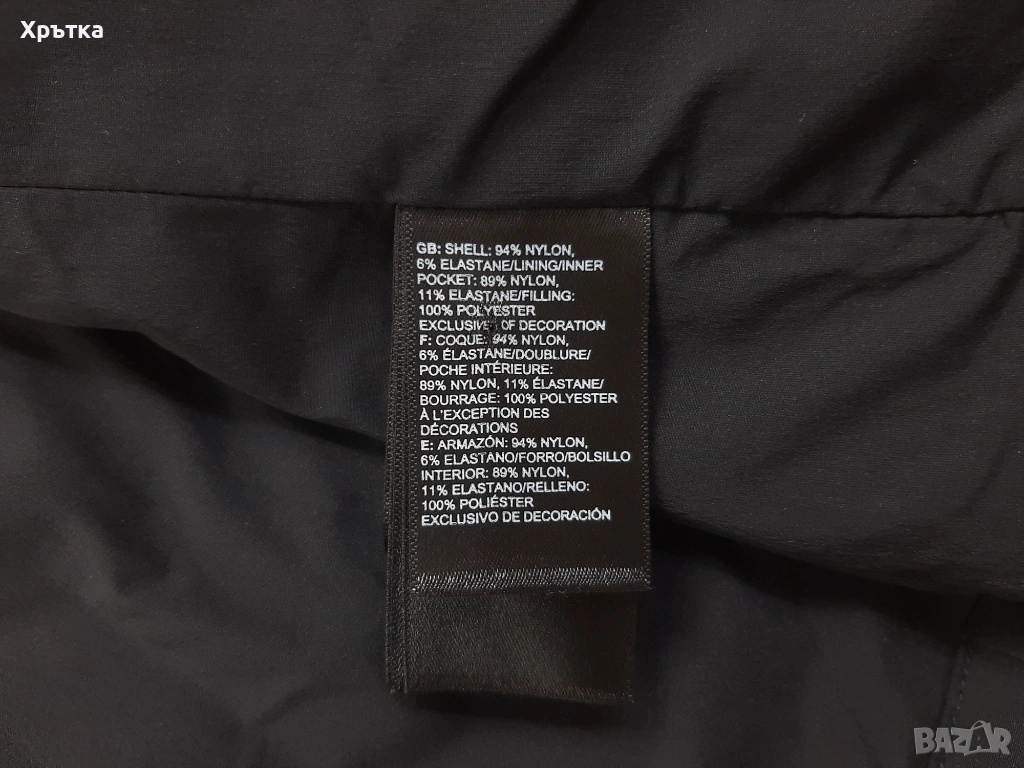 Хрътка
GB: SHELL: 94% NYLON,
6% ELASTANE/LINING/INNER
POCKET: 89% NYLON,
11% ELASTANE/FILLING:
100% POLYESTER
EXCLUSIVE OF DECORATION
F: COQUE: 94% NYLON,
6% ÉLASTANE/DOUBLURE/
POCHE INTÉRIEURE:
89% NYLON, 11% ÉLASTANE/
BOURRAGE: 100% POLYESTER
À L'EXCEPTION DES
DÉCORATIONS
E: ARMAZÓN: 94% NYLON,
6% ELASTANO/FORRO/BOLSILLO
INTERIOR: 89% NYLON,
11% ELASTANO/RELLENO:
100% POLIÉSTER
EXCLUSIVO DE DECORACIÓN
BAZAR